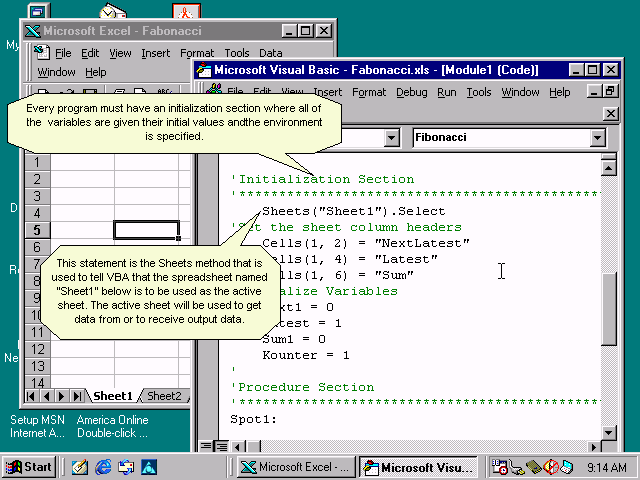 My
Microsoft Excel - Fabonacci
File Edit View Insert Format Tools Data
Window Help
Microsoft Visual Basic - Fabonacci.xls - [Module1 (Code)]
File Edit View Insert Format Debug Run Tools
Window Help
Every program must have an initialization section where all of
the variables are given their initial values andthe environment
is specified.
Fibonacci
1
2
3
4
5
6
7
8
9
10
11
12
13
14
'Initialization Section
'*******************************************
Sheets("Sheet1").Select
'Set the sheet column headers
Cells(1, 2) = "NextLatest"
Cells(1, 4) = "Latest"
Cells(1, 6) = "Sum"
ialize Variables
xt1 = 0
test = 1
Sum1 = 0
Kounter = 1
'
'Procedure Section
'*******************************************
Spot1:
This statement is the Sheets method that is
used to tell VBA that the spreadsheet named
"Sheet1" below is to be used as the active
sheet. The active sheet will be used to get
data from or to receive output data.
D
Re
Ne
Sheet1 Sheet2
Setup MSN
Internet A...
America Online
Double-click ...
Start
Microsoft Excel - ...
Microsoft Visu...
9:14 AM